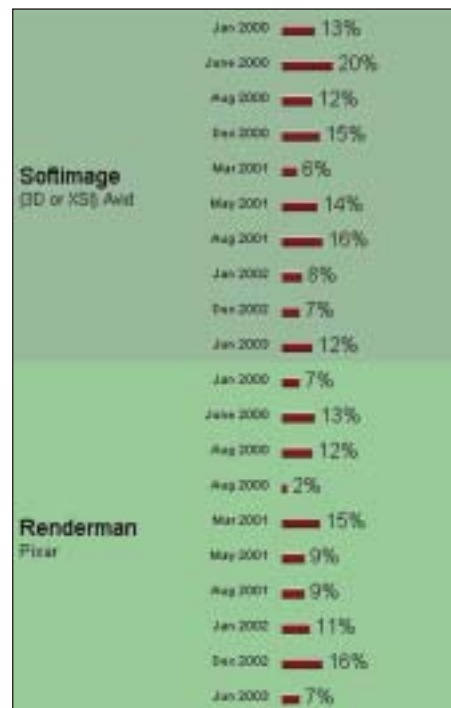 Jan 2000 13%
June 2000 20%
Aug 2000 12%
Dec 2000 15%
Mar 2001 6%
Softimage
(3D or XSI) Avid
May 2001 14%
Aug 2001 16%
Jan 2002 8%
Dec 2002 7%
Jun 2003 12%
Jan 2000 7%
June 2000 13%
Aug 2000 12%
Aug 2000 2%
Mar 2001 15%
Renderman
Pixar
May 2001 9%
Aug 2001 9%
Jan 2002 11%
Dec 2002 16%
Jun 2003 7%